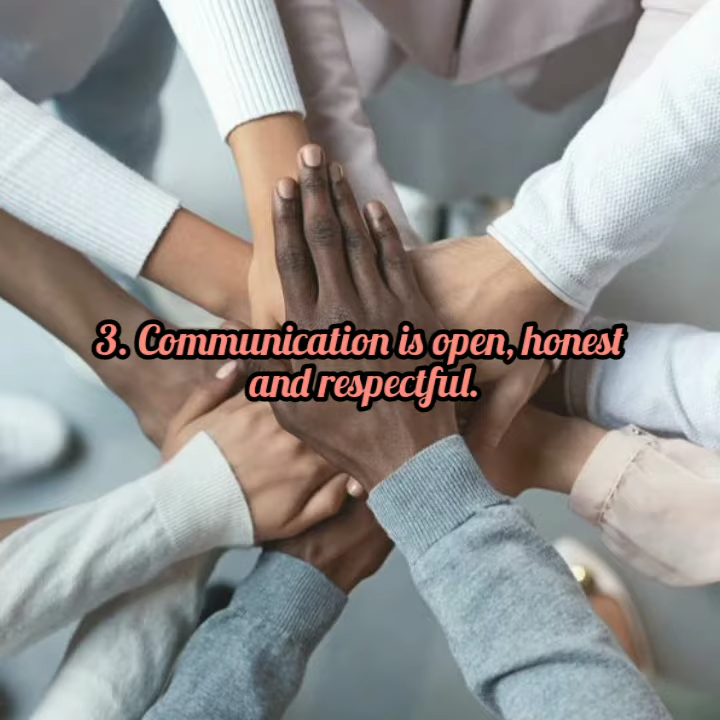 3. Communication is open, honest
and respectful.